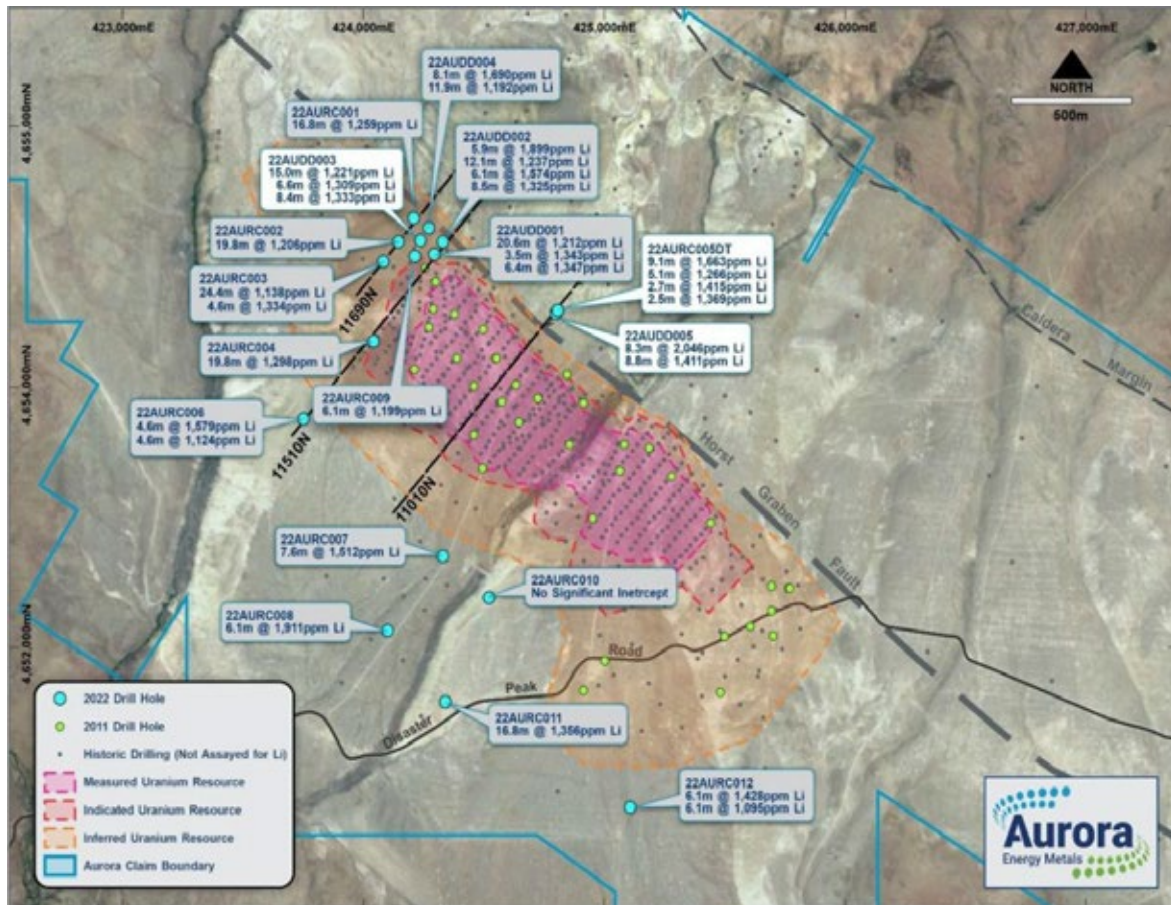 423,000mE
424,000mE
425,000mE
426,000mE
427,000mE
NORTH
500m
4,655,000mN
4,654,000mN
4,652,000mN
22AUDD004
8.1m @ 1,690ppm Li
11.9m @ 1,192ppm Li
22AURC001
16.8m @ 1,259ppm Li
22AUDD002
5.9m @ 1,899ppm Li
12.1m @ 1,237ppm Li
6.1m @ 1,574ppm Li
8.5m @ 1,325ppm Li
22AUDD003
15.0m @ 1,221ppm Li
6.6m @ 1,309ppm Li
8.4m @ 1,333ppm Li
22AURC002
19.8m @ 1,206ppm Li
22AUDD001
20.6m @ 1,212ppm Li
3.5m @ 1,343ppm Li
6.4m @ 1,347ppm Li
22AURC005DT
9.1m @ 1,663ppm Li
5.1m @ 1,266ppm Li
2.7m @ 1,415ppm Li
2.5m @ 1,369ppm Li
22AURC003
24.4m @ 1,138ppm Li
4.6m @ 1,334ppm Li
11690N
22AUDD005
8.3m @ 2,046ppm Li
8.8m @ 1,411ppm Li
22AURC004
19.8m @ 1,298ppm Li
22AURC009
6.1m @ 1,199ppm Li
22AURC006
4.6m @ 1,579ppm Li
4.6m @ 1,124ppm Li
11510N
11010N
Caldera
Margin
Horst
Graben
Fault
22AURC007
7.6m @ 1,512ppm Li
22AURC010
No Significant Inetrcept
22AURC008
6.1m @ 1,911ppm Li
Disaster Peak Road
22AURC011
16.8m @ 1,356ppm Li
22AURC012
6.1m @ 1,428ppm Li
6.1m @ 1,095ppm Li
2022 Drill Hole
2011 Drill Hole
Historic Drilling (Not Assayed for Li)
Measured Uranium Resource
Indicated Uranium Resource
Inferred Uranium Resource
Aurora Claim Boundary
Aurora
Energy Metals